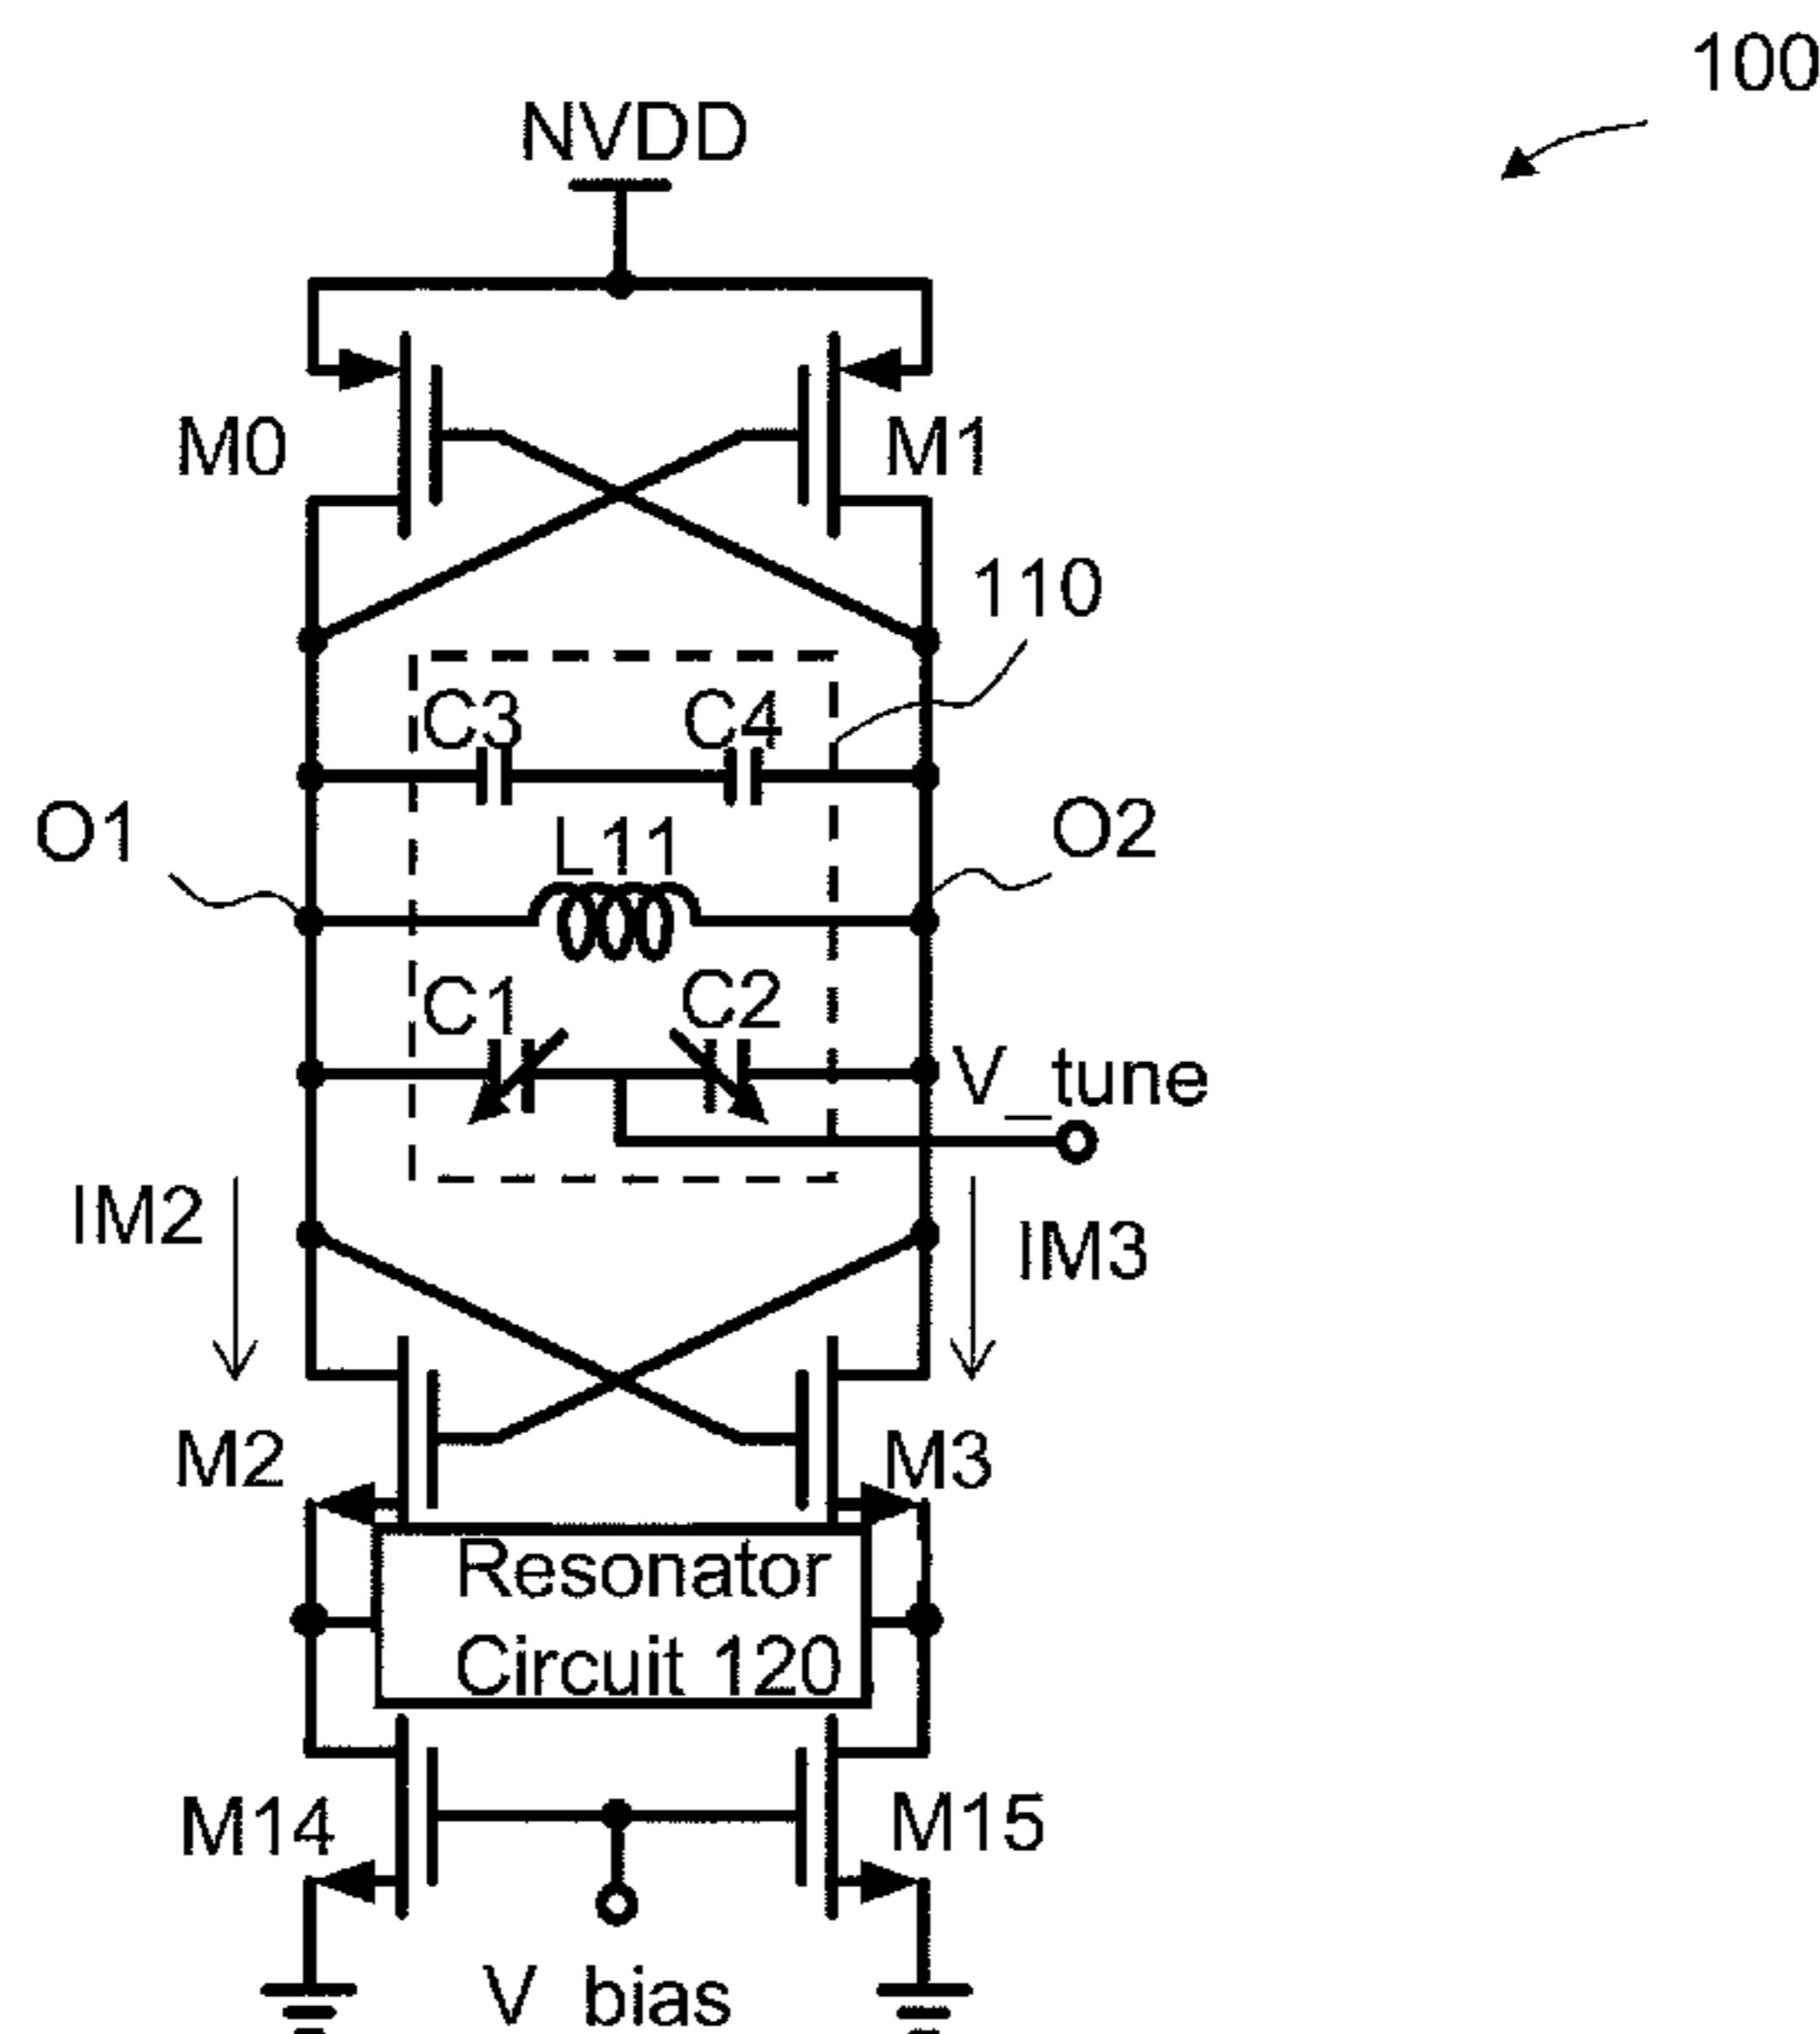 100
NVDD
M0
M1
110
C3
C4
O1
L11
O2
C1
C2
V_tune
IM2
IM3
M2
M3
Resonator
Circuit 120
M14
M15
V bias